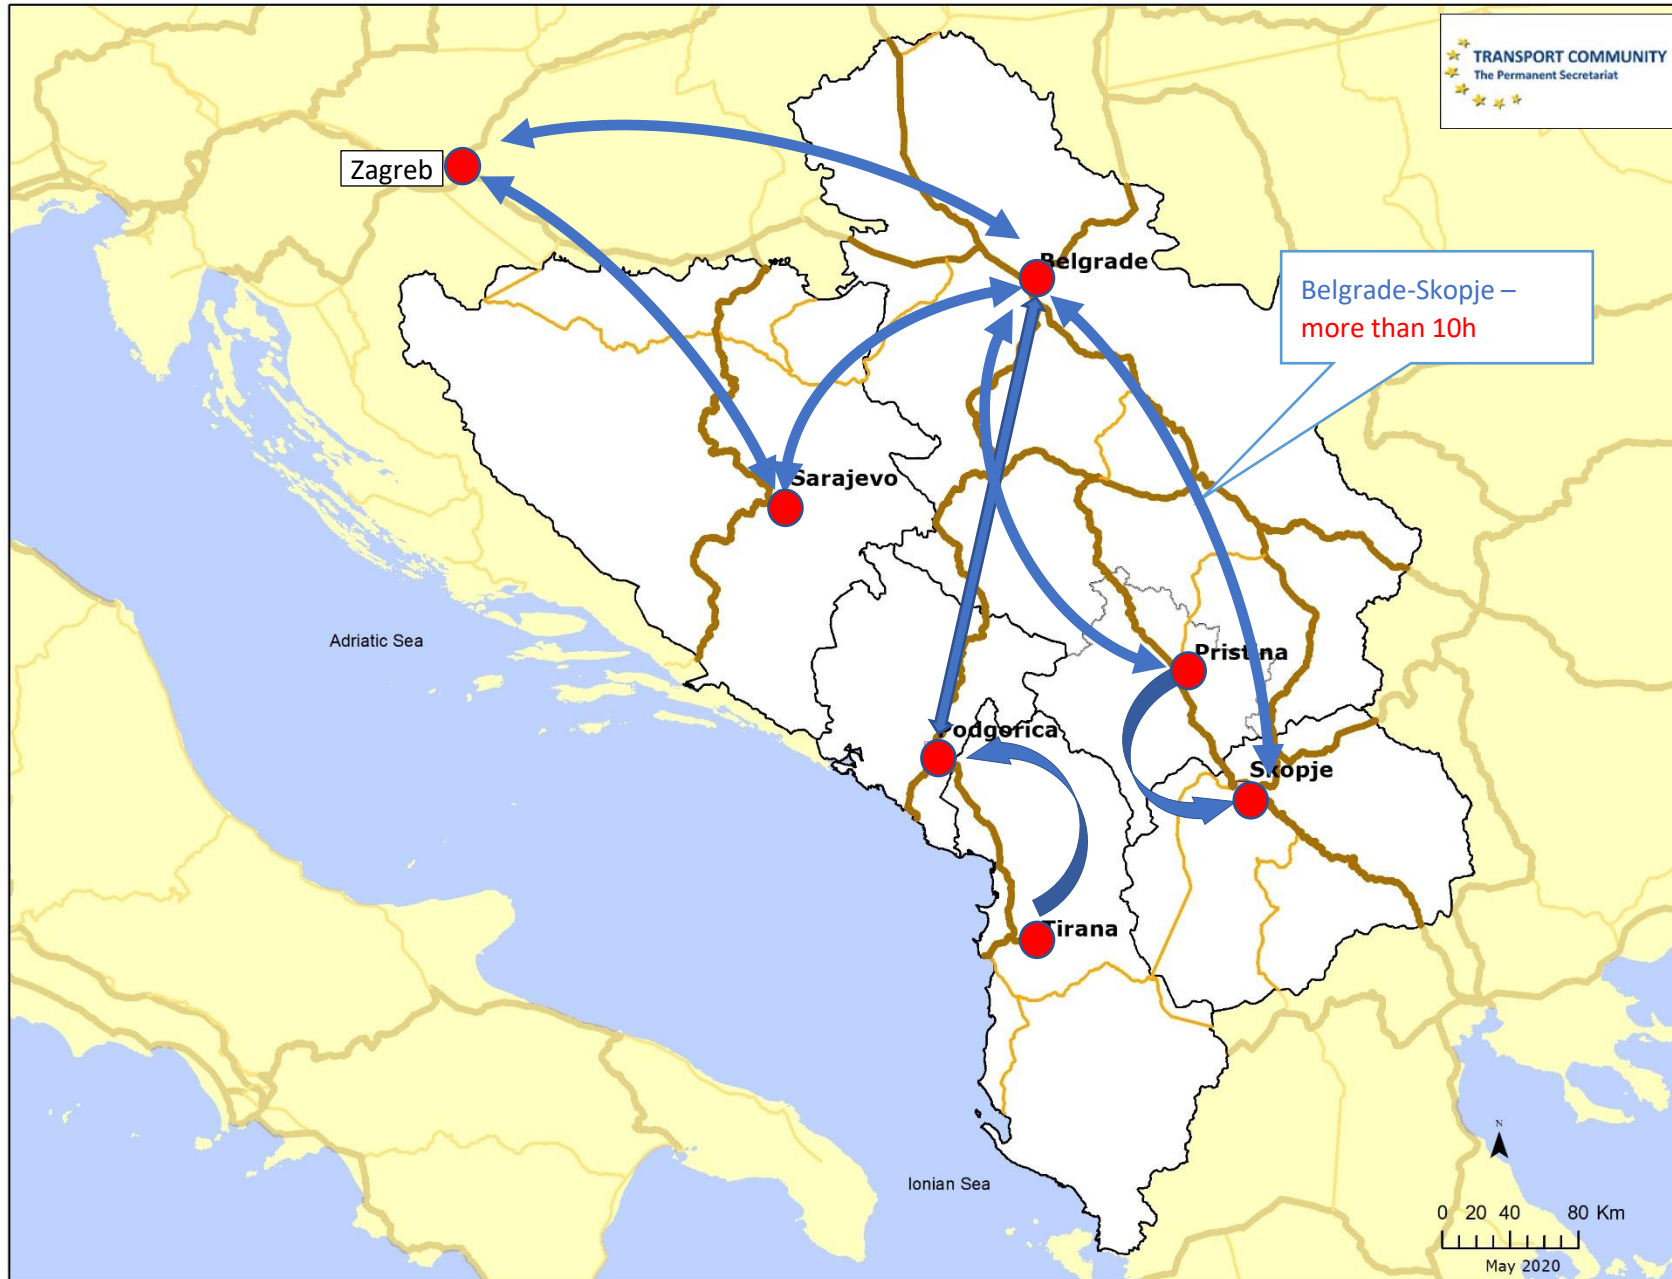 TRANSPORT COMMUNITY
The Permanent Secretariat
Zagreb
Belgrade
Belgrade-Skopje –
more than 10h
Sarajevo
Adriatic Sea
Pristina
Podgorica
Skopje
Tirana
Ionian Sea
N
0 20 40 80 Km
May 2020